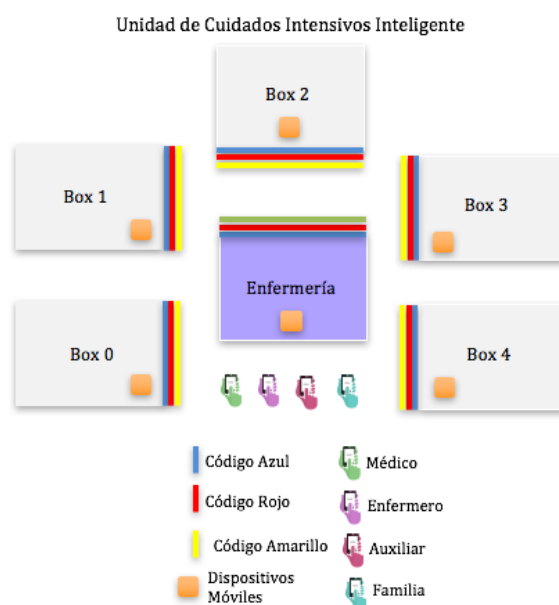 Unidad de Cuidados Intensivos Inteligente
Box 2
Box 1
Box 3
Enfermería
Box 0
Box 4
Código Azul
Médico
Código Rojo
Enfermero
Código Amarillo
Auxiliar
Dispositivos
Móviles
Familia